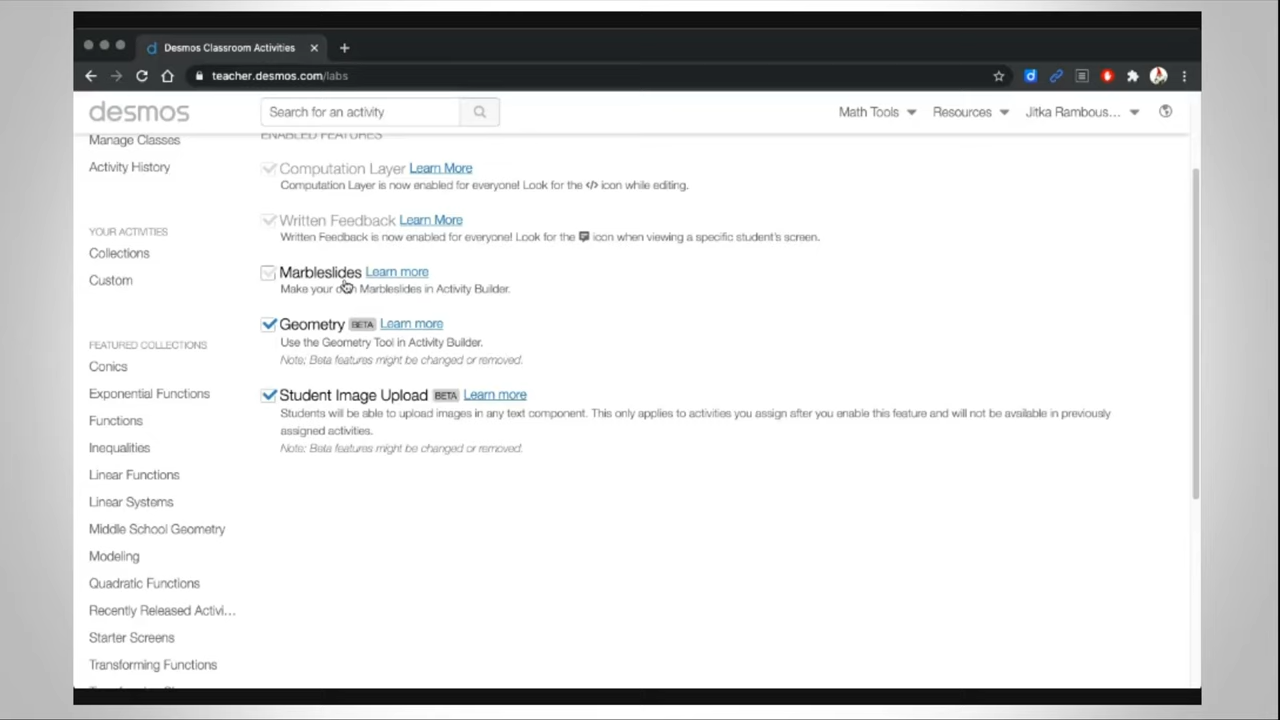 Desmos Classroom Activities
teacher.desmos.com/labs
desmos
Search for an activity
Math Tools
Resources
Jitka Rambous...
Manage Classes
Activity History
YOUR ACTIVITIES
Collections
Custom
FEATURED COLLECTIONS
Conics
Exponential Functions
Functions
Inequalities
Linear Functions
Linear Systems
Middle School Geometry
Modeling
Quadratic Functions
Recently Released Activi...
Starter Screens
Transforming Functions
ENABLED FEATURES
Computation Layer Learn More
Computation Layer is now enabled for everyone! Look for the </> icon while editing.
Written Feedback Learn More
Written Feedback is now enabled for everyone! Look for the icon when viewing a specific student's screen.
Marbleslides Learn more
Make your own Marbleslides in Activity Builder.
Geometry BETA Learn more
Use the Geometry Tool in Activity Builder.
Note: Beta features might be changed or removed.
Student Image Upload BETA Learn more
Students will be able to upload images in any text component. This only applies to activities you assign after you enable this feature and will not be available in previously
assigned activities.
Note: Beta features might be changed or removed.